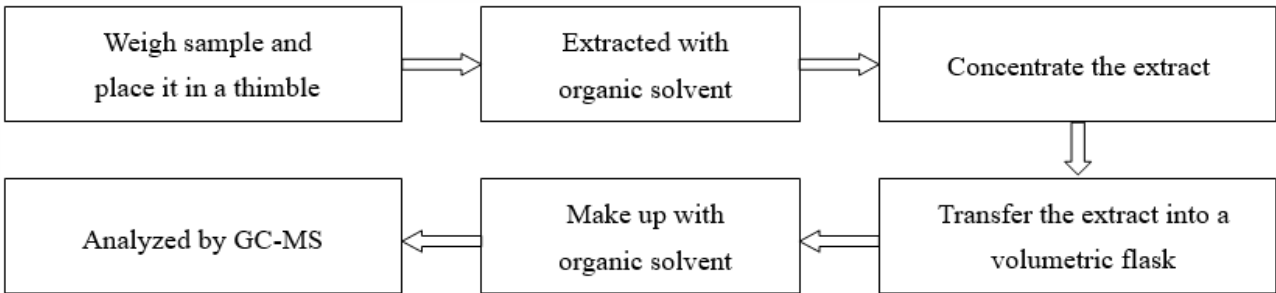 Weigh sample and
place it in a thimble
Extracted with
organic solvent
Concentrate the extract
Transfer the extract into a
volumetric flask
Make up with
organic solvent
Analyzed by GC-MS